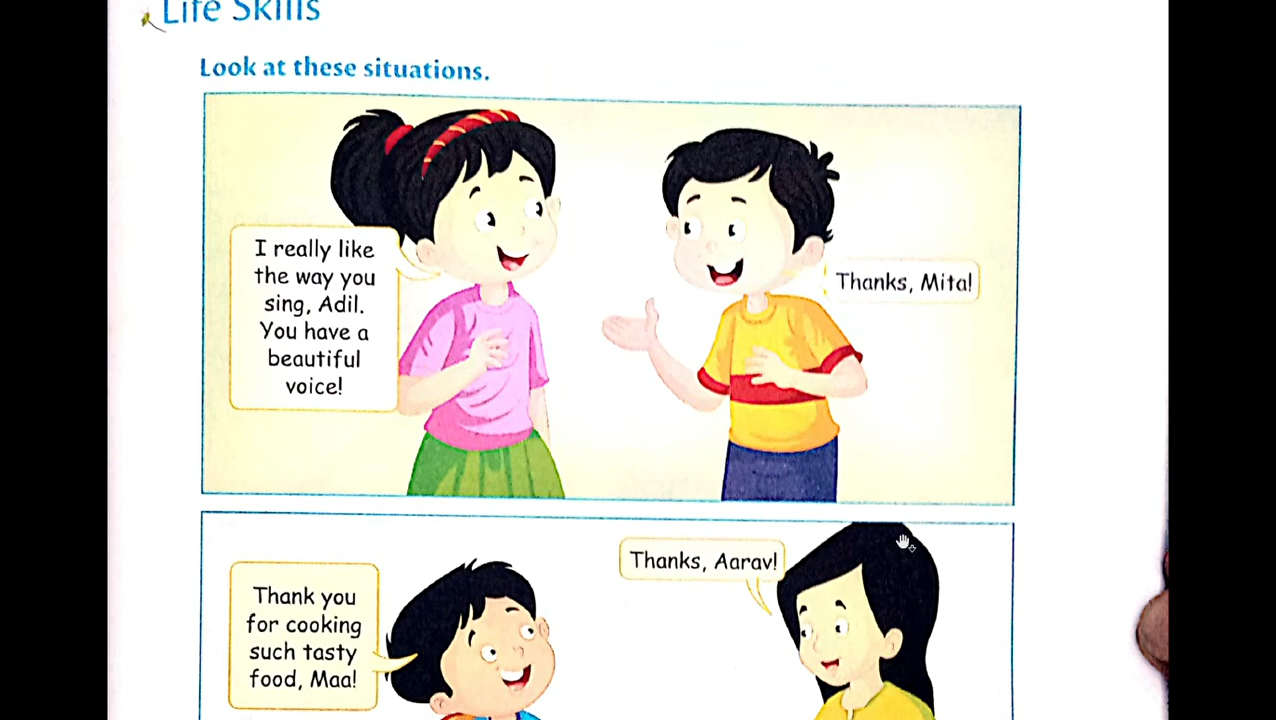 Life Skills
Look at these situations.
I really like
the way you
sing, Adil.
You have a
beautiful
voice!
Thanks, Mita!
Thanks, Aarav!
Thank you
for cooking
such tasty
food, Maa!